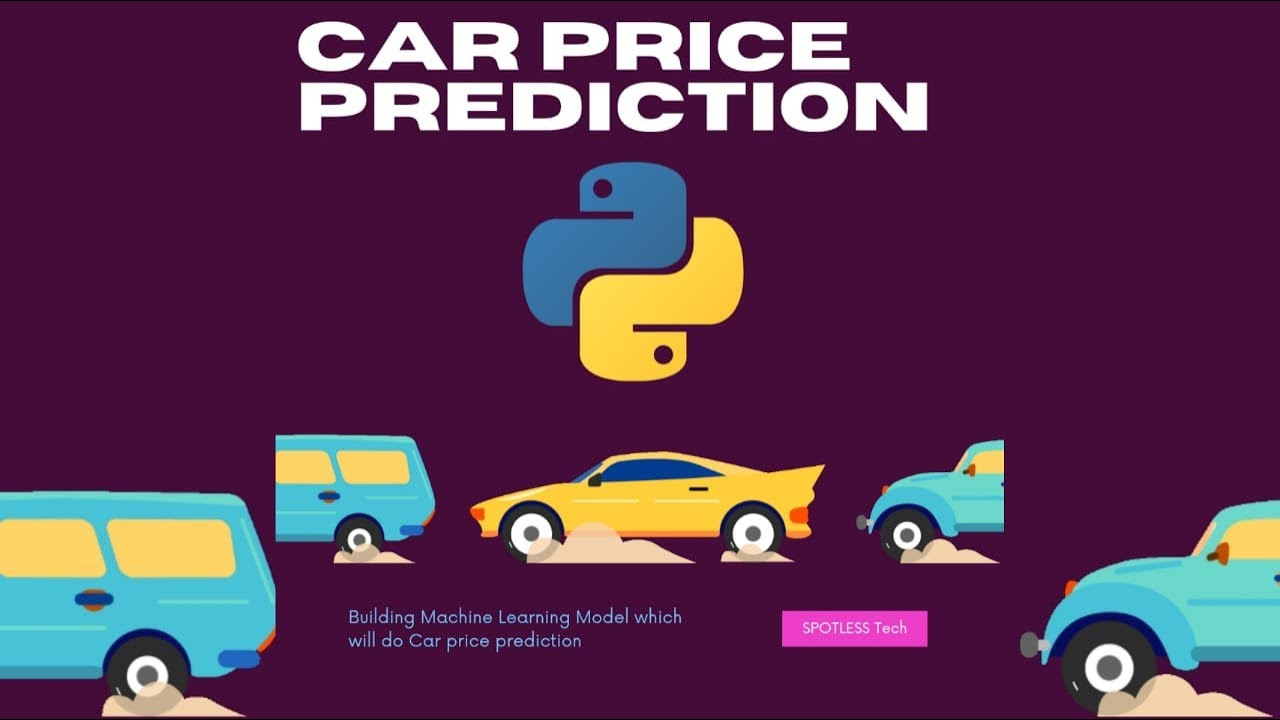 CAR PRICE
PREDICTION
Building Machine Learning Model which
will do Car price prediction
SPOTLESS Tech